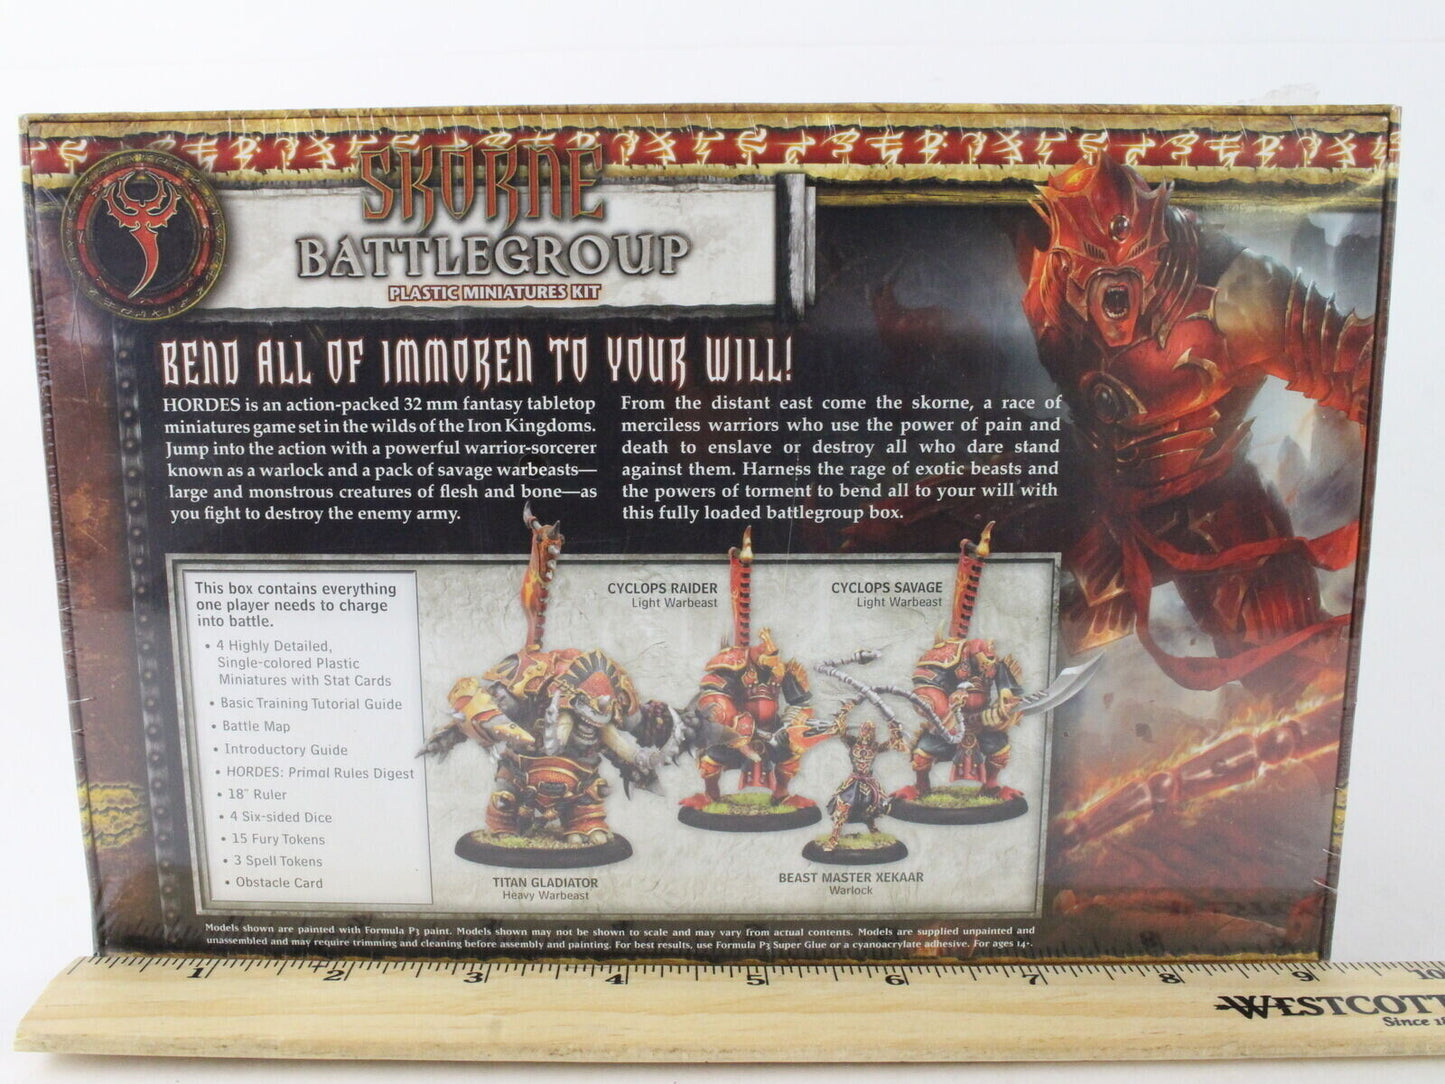 SKORNE
BATTLEGROUP
PLASTIC MINIATURES KIT
BEND ALL OF IMMOREN TO YOUR WILL!
HORDES is an action-packed 32 mm fantasy tabletop
miniatures game set in the wilds of the Iron Kingdoms.
Jump into the action with a powerful warrior-sorcerer
known as a warlock and a pack of savage warbeasts—
large and monstrous creatures of flesh and bone—as
you fight to destroy the enemy army.
From the distant east come the skorne, a race of
merciless warriors who use the power of pain and
death to enslave or destroy all who dare stand
against them. Harness the rage of exotic beasts and
the powers of torment to bend all to your will with
this fully loaded battlegroup box.
This box contains everything
one player needs to charge
into battle.
• 4 Highly Detailed,
Single-colored Plastic
Miniatures with Stat Cards
• Basic Training Tutorial Guide
• Battle Map
• Introductory Guide
• HORDES: Primal Rules Digest
• 18" Ruler
• 4 Six-sided Dice
• 15 Fury Tokens
• 3 Spell Tokens
• Obstacle Card
CYCLOPS RAIDER
Light Warbeast
CYCLOPS SAVAGE
Light Warbeast
TITAN GLADIATOR
Heavy Warbeast
BEAST MASTER XEKAAR
Warlock
Models shown are painted with Formula P3 paint. Models shown may not be shown to scale and may vary from actual contents. Models are supplied unpainted and
unassembled and may require trimming and cleaning before assembly and painting. For best results, use Formula P3 Super Glue or a cyanoacrylate adhesive. For ages 14+.
1 2 3 4 5 6 7 8 9 10
WESTCOTT
Since 18